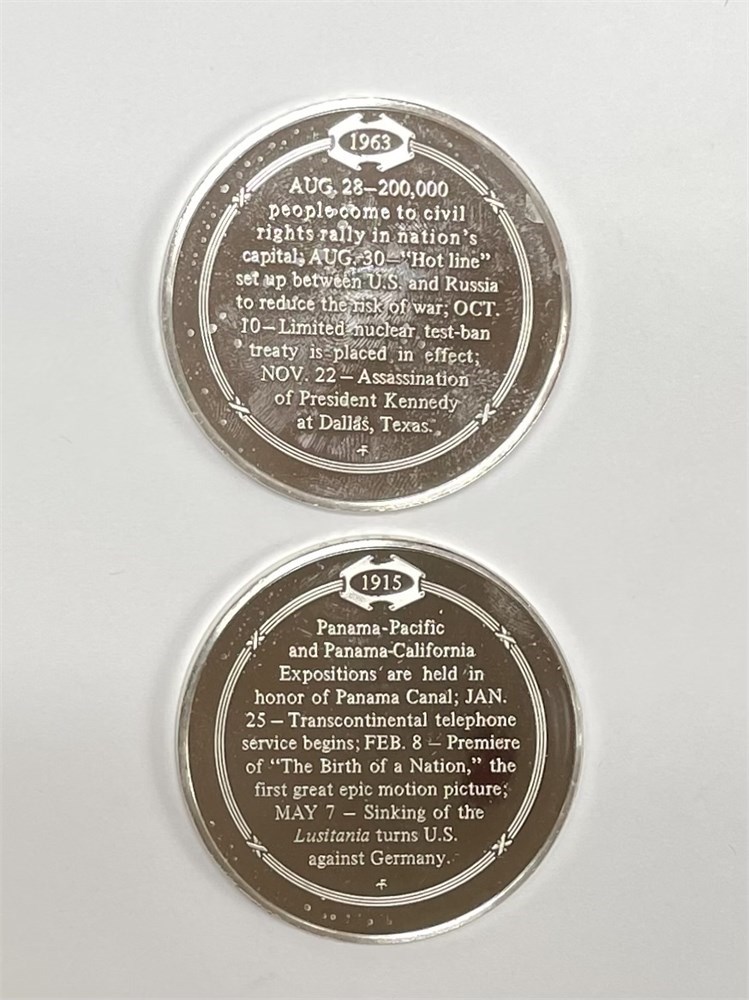 1963
AUG. 28–200,000
people come to civil
rights rally in nation's
capital; AUG. 30–"Hot line"
set up between U.S. and Russia
to reduce the risk of war; OCT.
10–Limited nuclear test-ban
treaty is placed in effect;
NOV. 22–Assassination
of President Kennedy
at Dallas, Texas.
1915
Panama-Pacific
and Panama-California
Expositions are held in
honor of Panama Canal; JAN.
25–Transcontinental telephone
service begins; FEB. 8–Premiere
of "The Birth of a Nation," the
first great epic motion picture;
MAY 7–Sinking of the
Lusitania turns U.S.
against Germany.